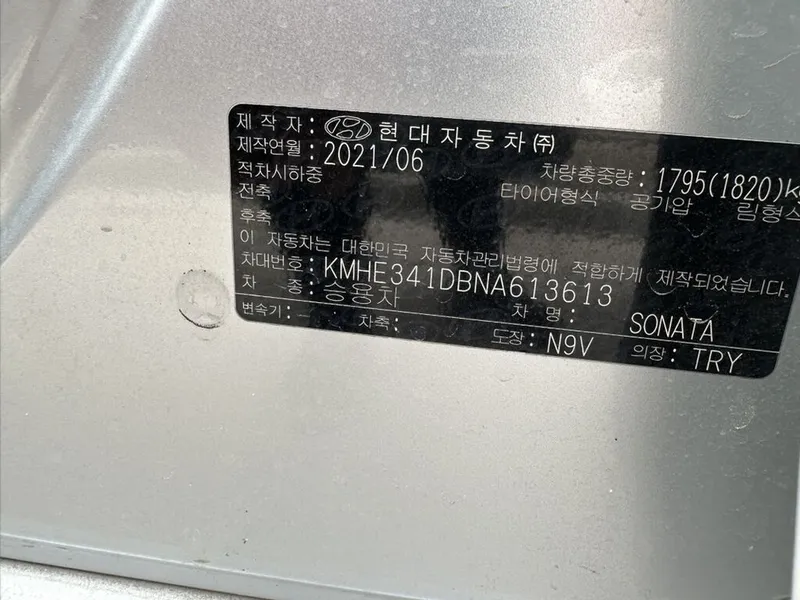 제 작 자 : 현대자동차(주)
제작연월 : 2021/06 차량총중량 : 1795(1820)kg
적차시하중 타이어형식 공기압 림형식
전축
후축
이 자동차는 대한민국 자동차관리법령에 적합하게 제작되었습니다.
차대번호 : KMHE341DBNA613613
차 종 : 승용차 차 명 : SONATA
변속기 : - 차축 : 도장 : N9V 의장 : TRY